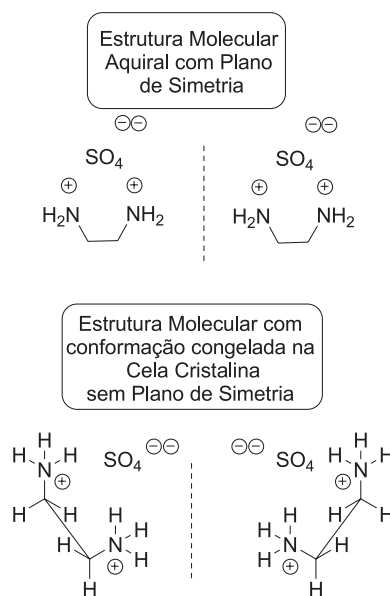 Estrutura Molecular
Aquiral com Plano
de Simetria
⊖⊖ ⊖⊖
SO4 SO4
⊕ ⊕ ⊕ ⊕
H2N NH2 H2N NH2
Estrutura Molecular com
conformação congelada na
Cela Cristalina
sem Plano de Simetria
H H
H N H SO4 ⊖⊖ ⊖⊖ SO4 H N H
⊕ ⊕
H H
H H H N H H N H H H
H H
H ⊕ ⊕ H